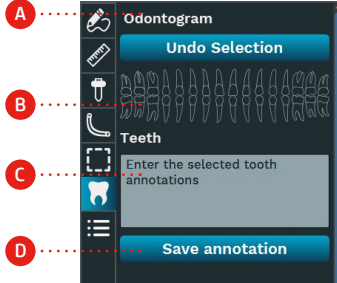 A
Odontogram
Undo Selection
B
Teeth
C
Enter the selected tooth
annotations
D
Save annotation